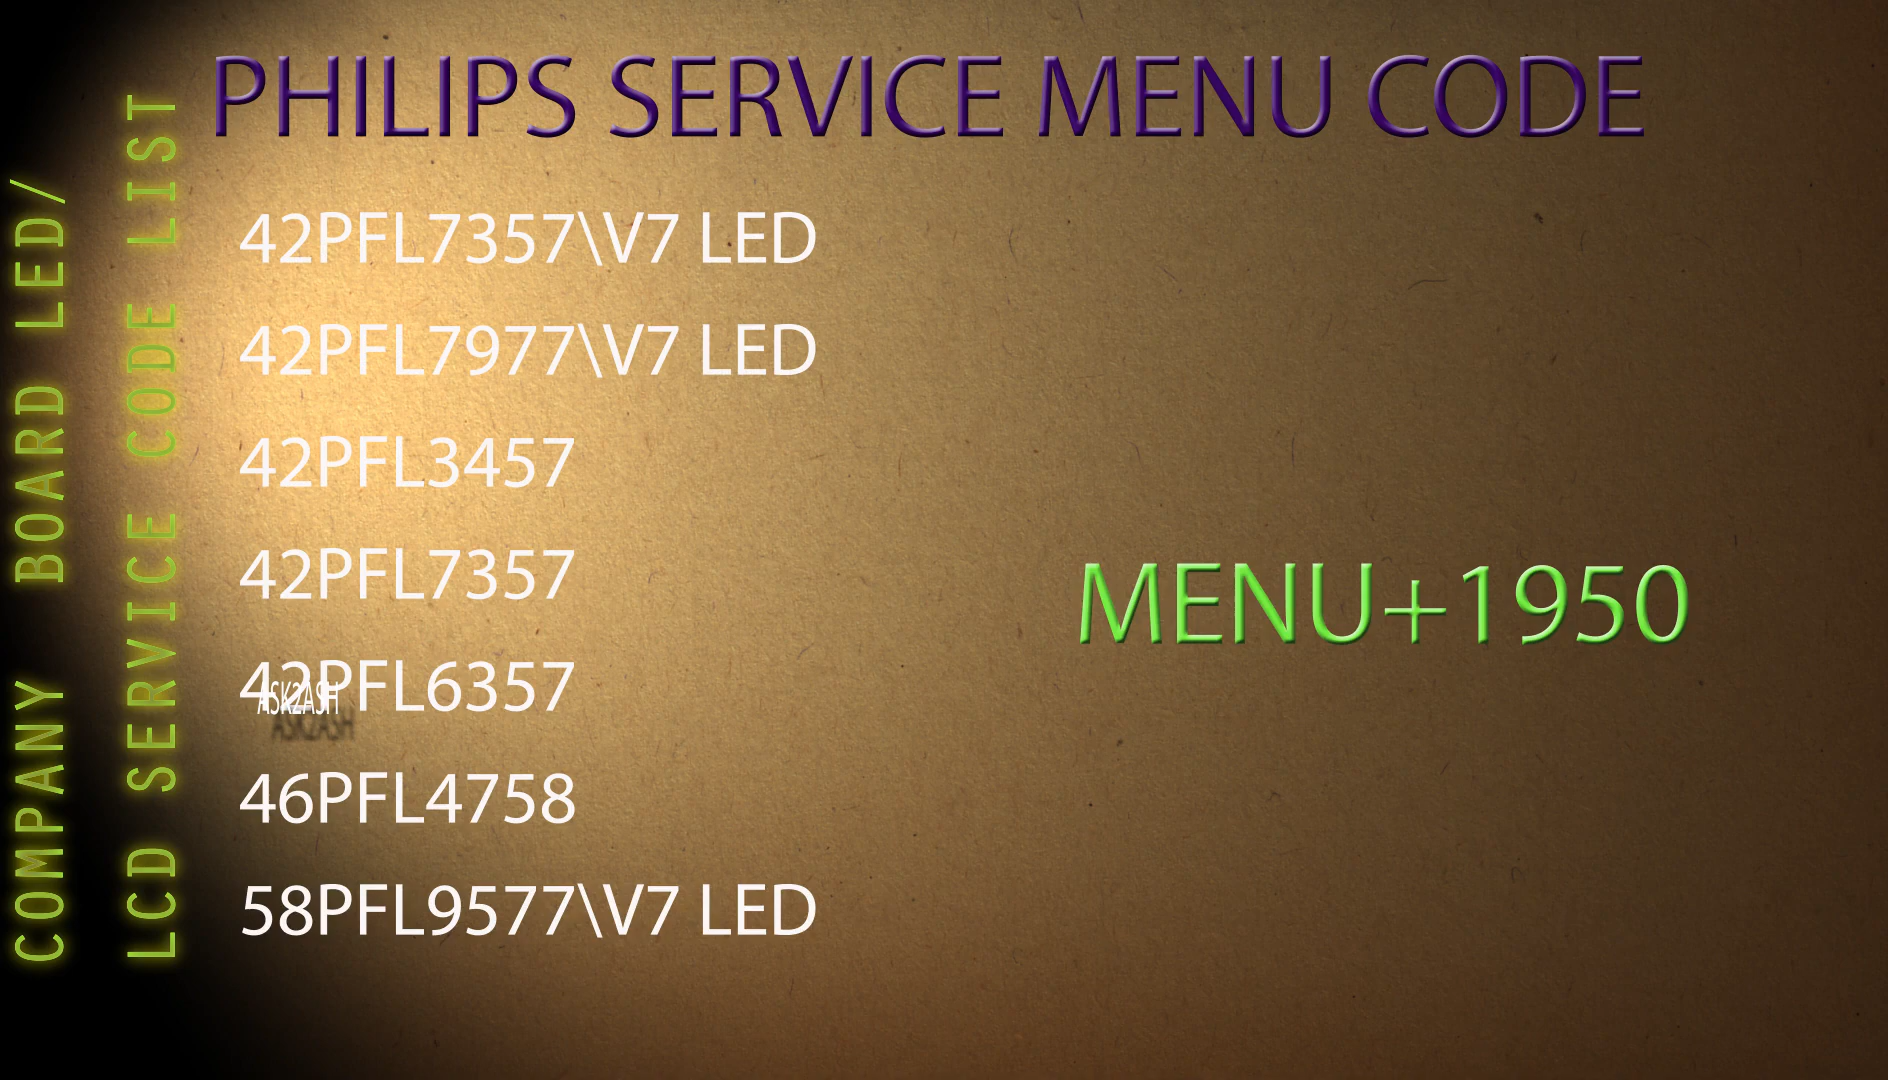 PHILIPS SERVICE MENU CODE
COMPANY BOARD LED/
LCD SERVICE CODE LIST
42PFL7357\V7 LED
42PFL7977\V7 LED
42PFL3457
42PFL7357
MENU+1950
42PFL6357
ASK2ASH
46PFL4758
58PFL9577\V7 LED